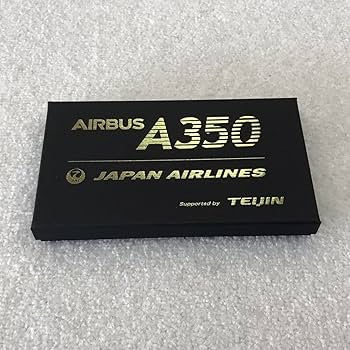 AIRBUS A350
JAPAN AIRLINES
Supported by TEIJIN